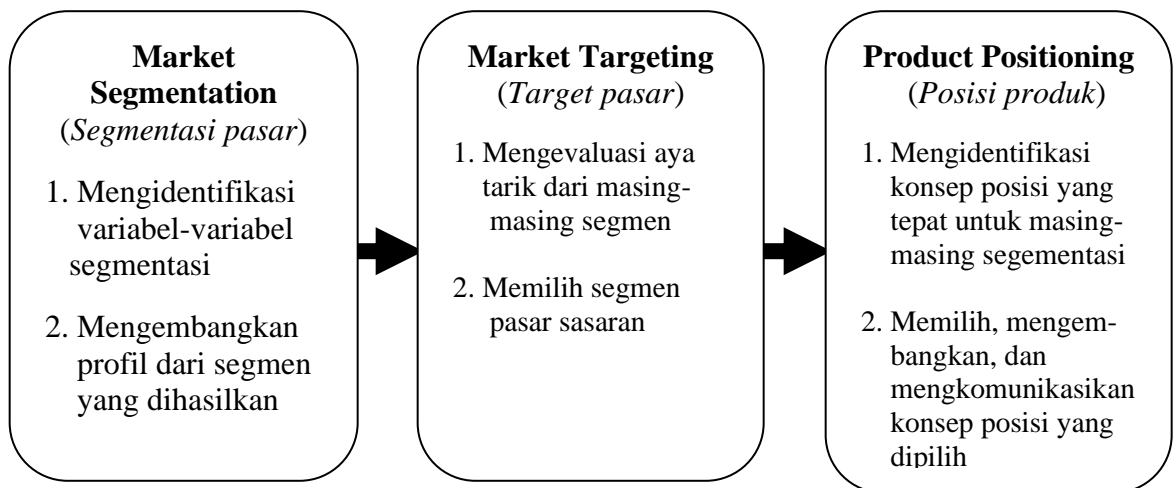 Market
Segmentation
(Segmentasi pasar)
1. Mengidentifikasi
variabel-variabel
segmentasi
2. Mengembangkan
profil dari segmen
yang dihasilkan
Market Targeting
(Target pasar)
1. Mengevaluasi aya
tarik dari masing-
masing segmen
2. Memilih segmen
pasar sasaran
Product Positioning
(Posisi produk)
1. Mengidentifikasi
konsep posisi yang
tepat untuk masing-
masing segementasi
2. Memilih, mengem-
bangkan, dan
mengkomunikasikan
konsep posisi yang
dipilih